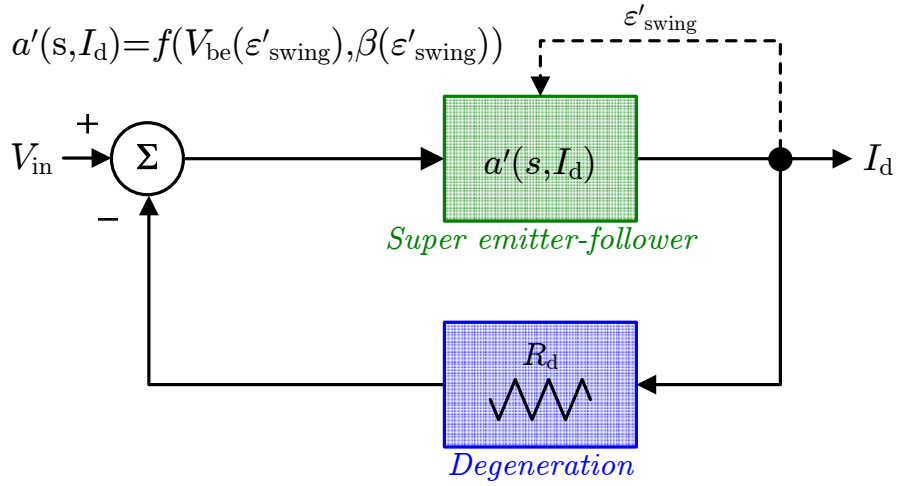 ε′swing
a′(s,Id)=f(Vbe(ε′swing),β(ε′swing))
+
Vin
Σ
a′(s,Id)
Id
−
Super emitter-follower
Rd
Degeneration